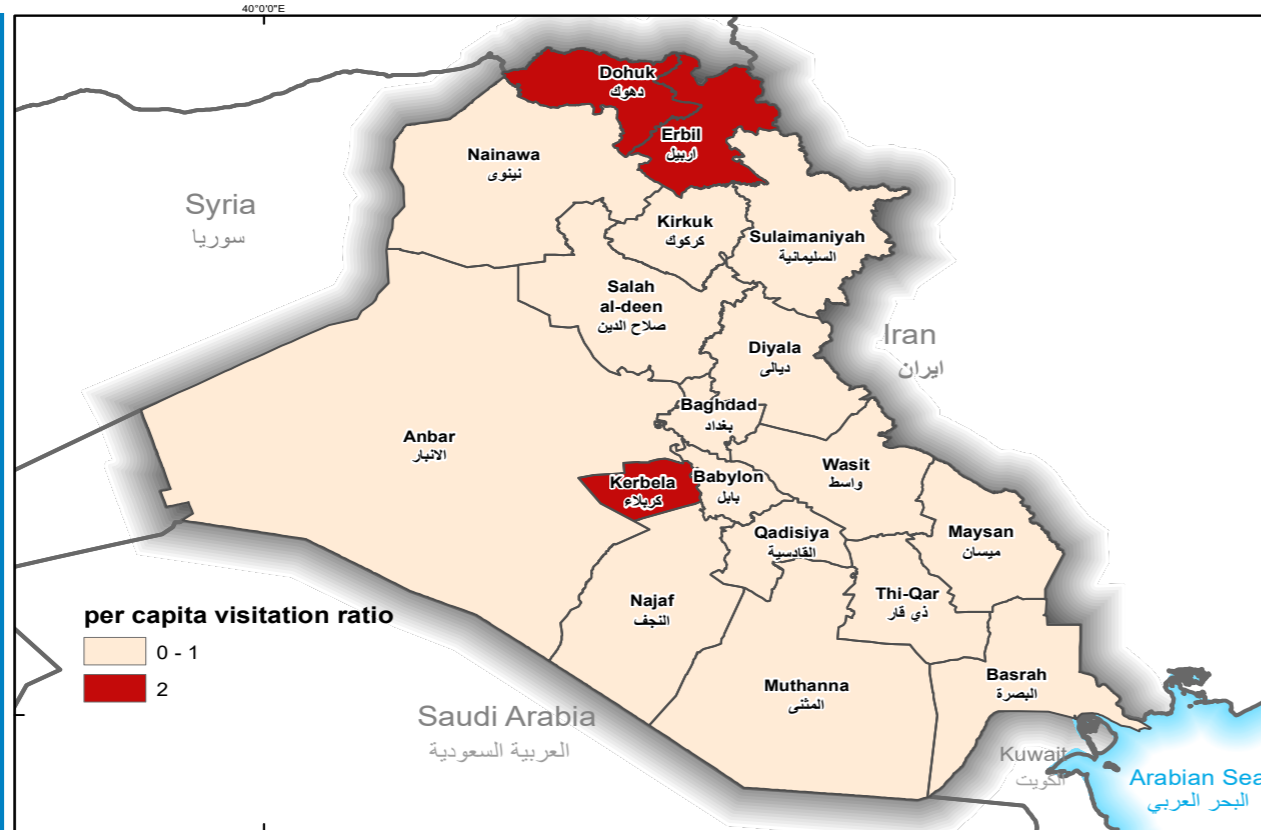 40°0'0"E
Dohuk
دهوك
Erbil
اربيل
Nainawa
نينوى
Syria
سوريا
Kirkuk
كركوك
Sulaimaniyah
السليمانية
Salah
al-deen
صلاح الدين
Iran
ايران
Diyala
ديالى
Baghdad
بغداد
Anbar
الانبار
Wasit
واسط
Kerbela
كربلاء
Babylon
بابل
Qadisiya
القادسية
Maysan
ميسان
Najaf
النجف
Thi-Qar
ذي قار
per capita visitation ratio
0 - 1
2
Muthanna
المثنى
Basrah
البصرة
Saudi Arabia
العربية السعودية
Kuwait
الكويت
Arabian Sea
البحر العربي